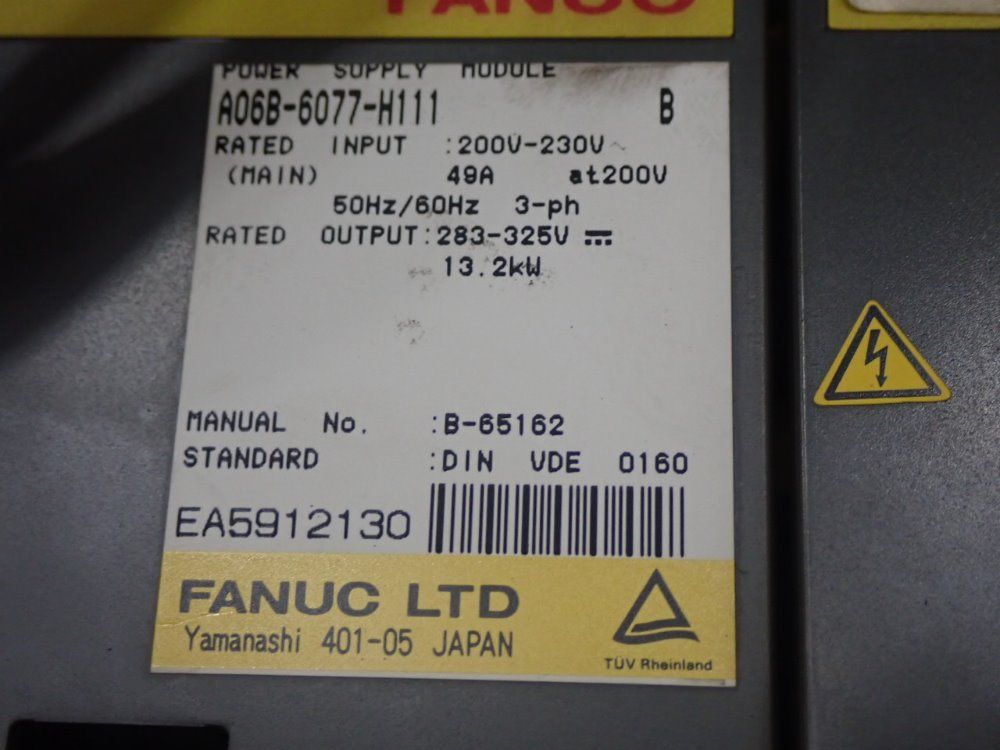 FANUC
POWER SUPPLY MODULE
A06B-6077-H111 B
RATED INPUT :200V-230V~
(MAIN) 49A at200V
50Hz/60Hz 3-ph
RATED OUTPUT:283-325V
13.2kW
MANUAL No. :B-65162
STANDARD :DIN VDE 0160
EA5912130
FANUC LTD
Yamanashi 401-05 JAPAN
TÜV Rheinland